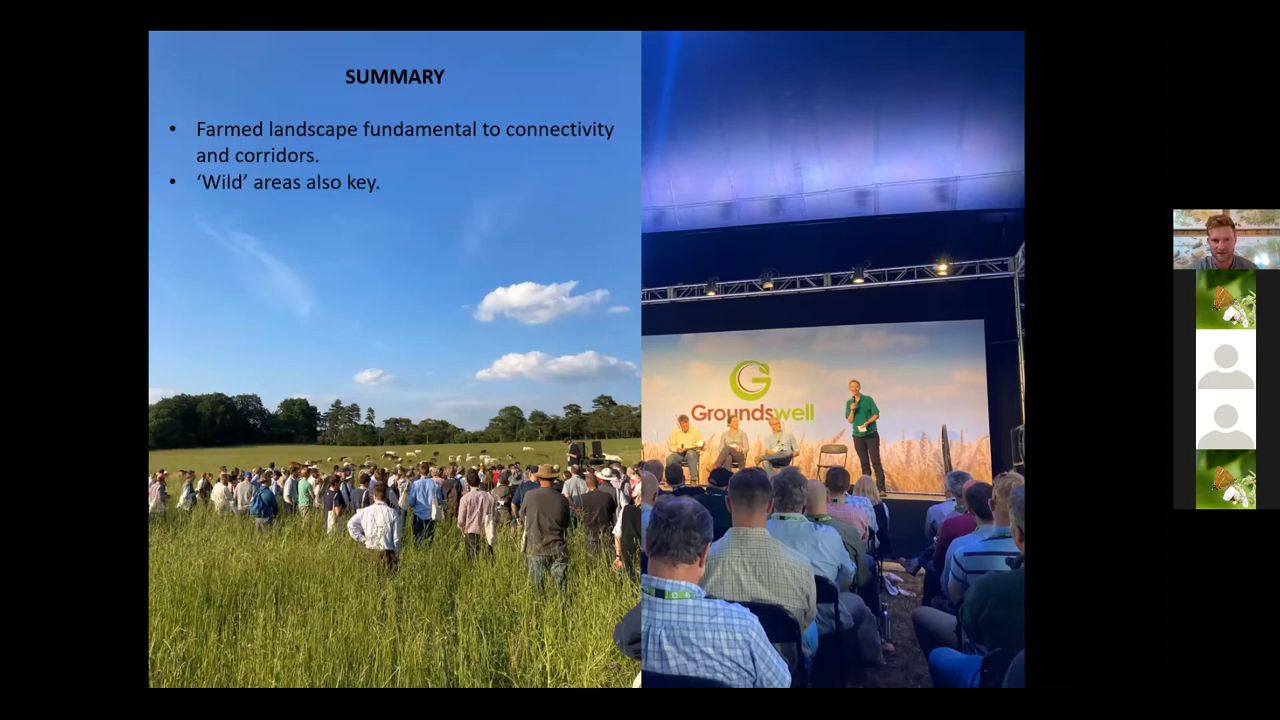 SUMMARY
• Farmed landscape fundamental to connectivity
and corridors.
• ‘Wild’ areas also key.
Groundswell